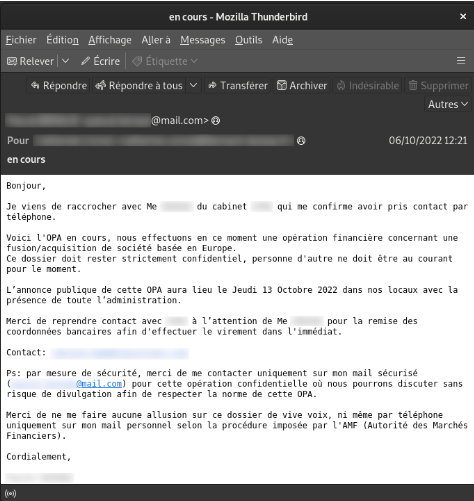 en cours - Mozilla Thunderbird
Fichier Édition Affichage Aller à Messages Outils Aide
Relever Écrire Étiquette
Répondre Répondre à tous Transférer Archiver Indésirable Supprimer
Autres
@mail.com>
Pour 06/10/2022 12:21
en cours
Bonjour,
Je viens de raccrocher avec Me du cabinet qui me confirme avoir pris contact par
téléphone.
Voici l'OPA en cours, nous effectuons en ce moment une opération financière concernant une
fusion/acquisition de société basée en Europe.
Ce dossier doit rester strictement confidentiel, personne d'autre ne doit être au courant
pour le moment.
L’annonce publique de cette OPA aura lieu le Jeudi 13 Octobre 2022 dans nos locaux avec la
présence de toute l’administration.
Merci de reprendre contact avec à l’attention de Me pour la remise des
coordonnées bancaires afin d'effectuer le virement dans l'immédiat.
Contact:
Ps: par mesure de sécurité, merci de me contacter uniquement sur mon mail sécurisé
( @mail.com) pour cette opération confidentielle où nous pourrons discuter sans
risque de divulgation afin de respecter la norme de cette OPA.
Merci de ne me faire aucune allusion sur ce dossier de vive voix, ni même par téléphone
uniquement sur mon mail personnel selon la procédure imposée par l'AMF (Autorité des Marchés
Financiers).
Cordialement,